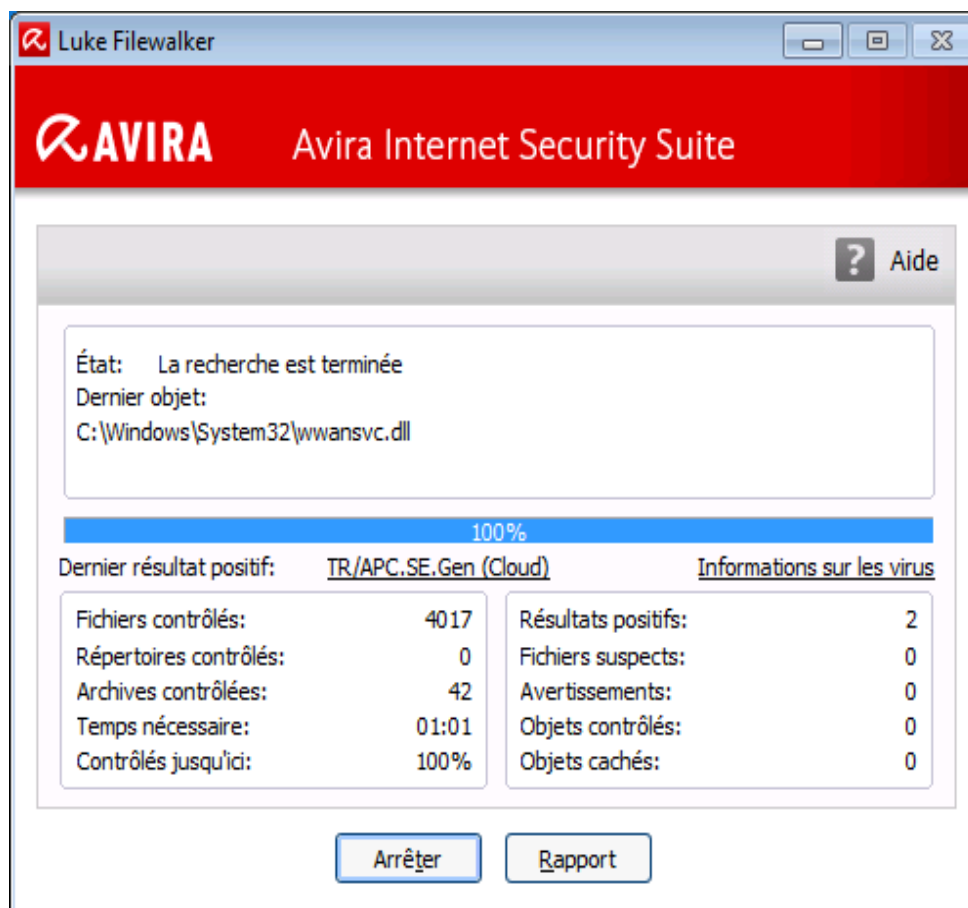 Luke Filewalker
AVIRA Avira Internet Security Suite
? Aide
État: La recherche est terminée
Dernier objet:
C:\Windows\System32\wwansvc.dll
100%
Dernier résultat positif: TR/APC.SE.Gen (Cloud) Informations sur les virus
Fichiers contrôlés: 4017
Répertoires contrôlés: 0
Archives contrôlées: 42
Temps nécessaire: 01:01
Contrôlés jusqu'ici: 100%
Résultats positifs: 2
Fichiers suspects: 0
Avertissements: 0
Objets contrôlés: 0
Objets cachés: 0
Arrêter Rapport